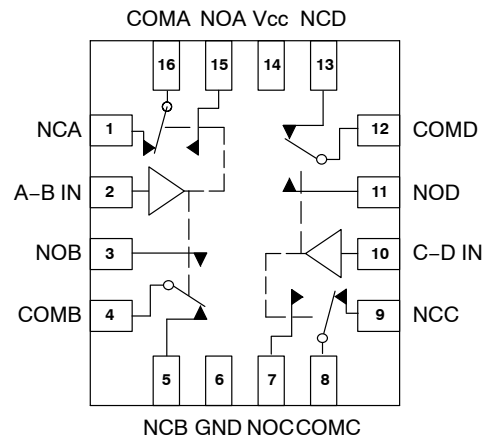 COMA NOA Vcc NCD
16 15 14 13
NCA 1 12 COMD
A−B IN 2 11 NOD
NOB 3 10 C−D IN
COMB 4 9 NCC
5 6 7 8
NCB GND NOC COMC